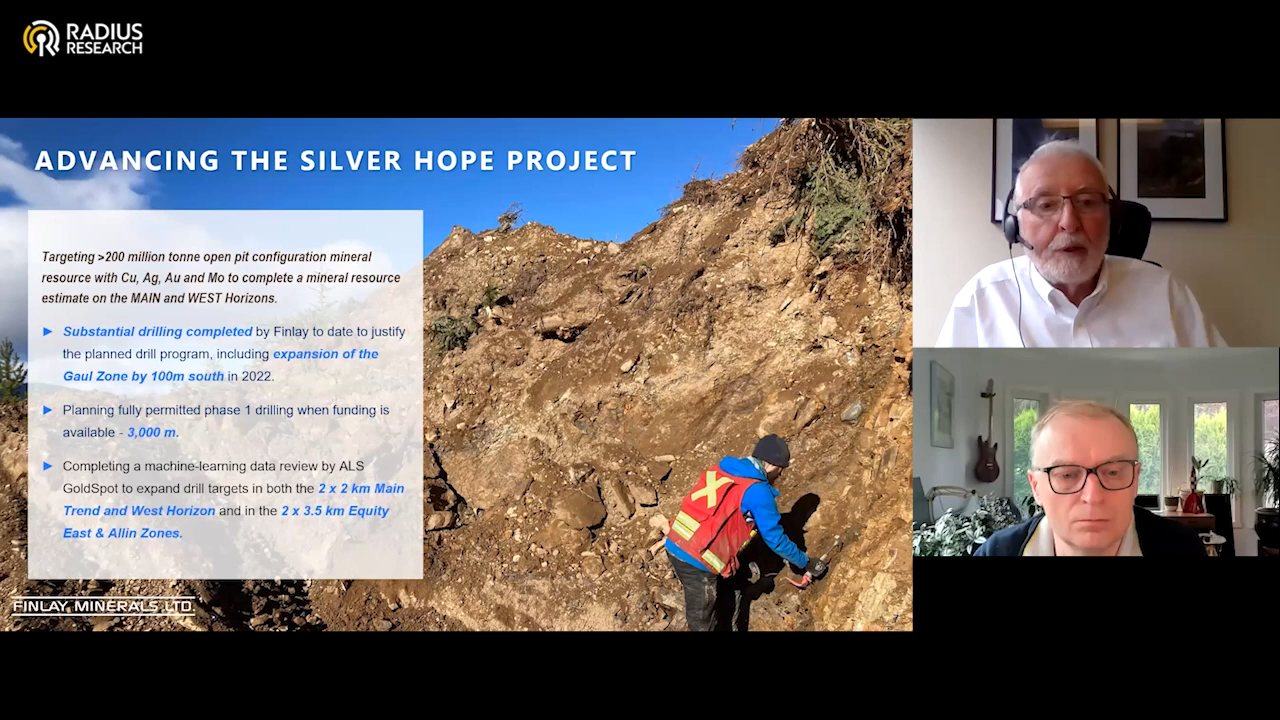 RADIUS
RESEARCH
ADVANCING THE SILVER HOPE PROJECT
Targeting >200 million tonne open pit configuration mineral
resource with Cu, Ag, Au and Mo to complete a mineral resource
estimate on the MAIN and WEST Horizons.
► Substantial drilling completed by Finlay to date to justify
the planned drill program, including expansion of the
Gaul Zone by 100m south in 2022.
► Planning fully permitted phase 1 drilling when funding is
available - 3,000 m.
► Completing a machine-learning data review by ALS
GoldSpot to expand drill targets in both the 2 x 2 km Main
Trend and West Horizon and in the 2 x 3.5 km Equity
East & Allin Zones.
FINLAY MINERALS LTD.